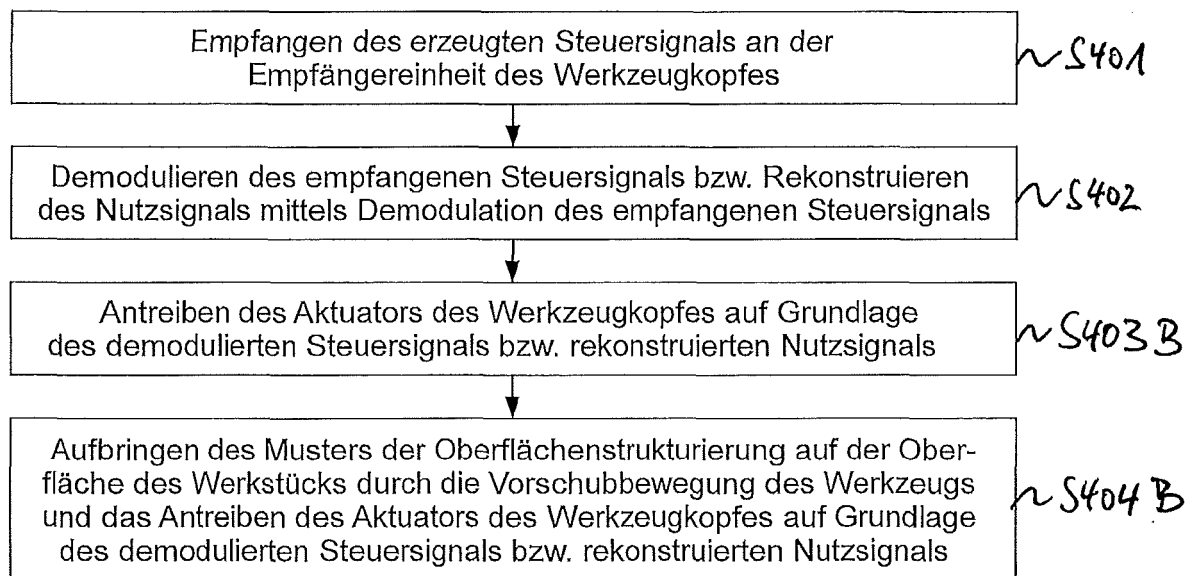 Empfangen des erzeugten Steuersignals an der
Empfängereinheit des Werkzeugkopfes
S401
Demodulieren des empfangenen Steuersignals bzw. Rekonstruieren
des Nutzsignals mittels Demodulation des empfangenen Steuersignals
S402
Antreiben des Aktuators des Werkzeugkopfes auf Grundlage
des demodulierten Steuersignals bzw. rekonstruierten Nutzsignals
S403B
Aufbringen des Musters der Oberflächenstrukturierung auf der Ober-
fläche des Werkstücks durch die Vorschubbewegung des Werkzeugs
und das Antreiben des Aktuators des Werkzeugkopfes auf Grundlage
des demodulierten Steuersignals bzw. rekonstruierten Nutzsignals
S404B